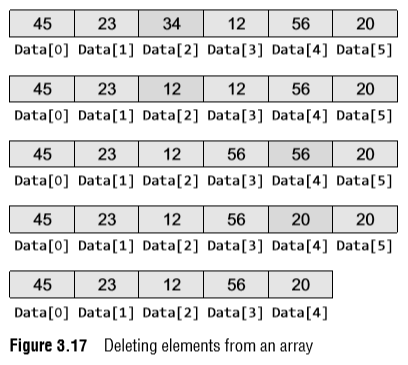 45 23 34 12 56 20
Data[0] Data[1] Data[2] Data[3] Data[4] Data[5]
45 23 12 12 56 20
Data[0] Data[1] Data[2] Data[3] Data[4] Data[5]
45 23 12 56 56 20
Data[0] Data[1] Data[2] Data[3] Data[4] Data[5]
45 23 12 56 20 20
Data[0] Data[1] Data[2] Data[3] Data[4] Data[5]
45 23 12 56 20
Data[0] Data[1] Data[2] Data[3] Data[4]
Figure 3.17 Deleting elements from an array